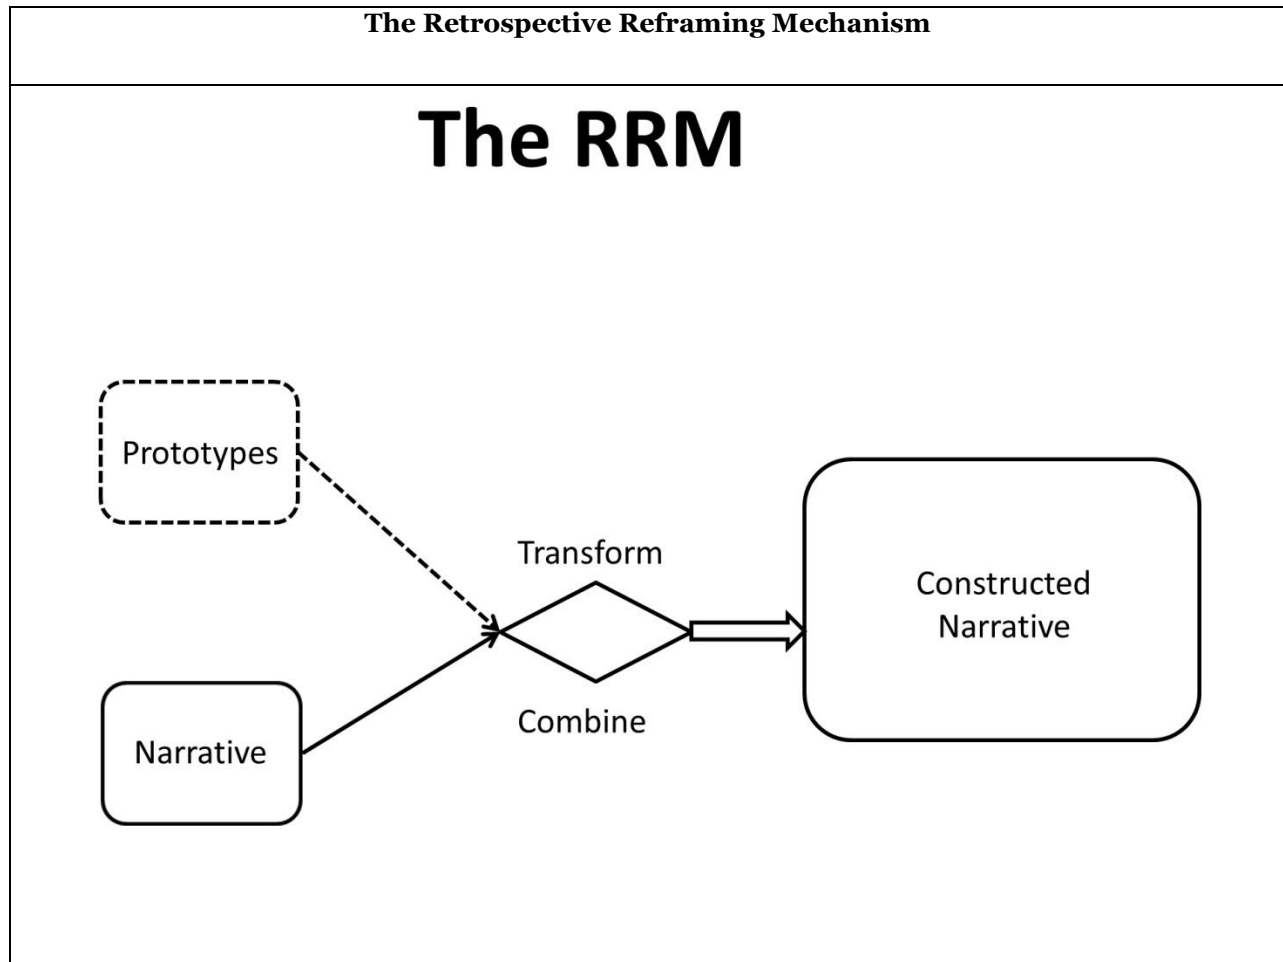 The Retrospective Reframing Mechanism
The RRM
Prototypes
Transform
Constructed
Narrative
Combine
Narrative